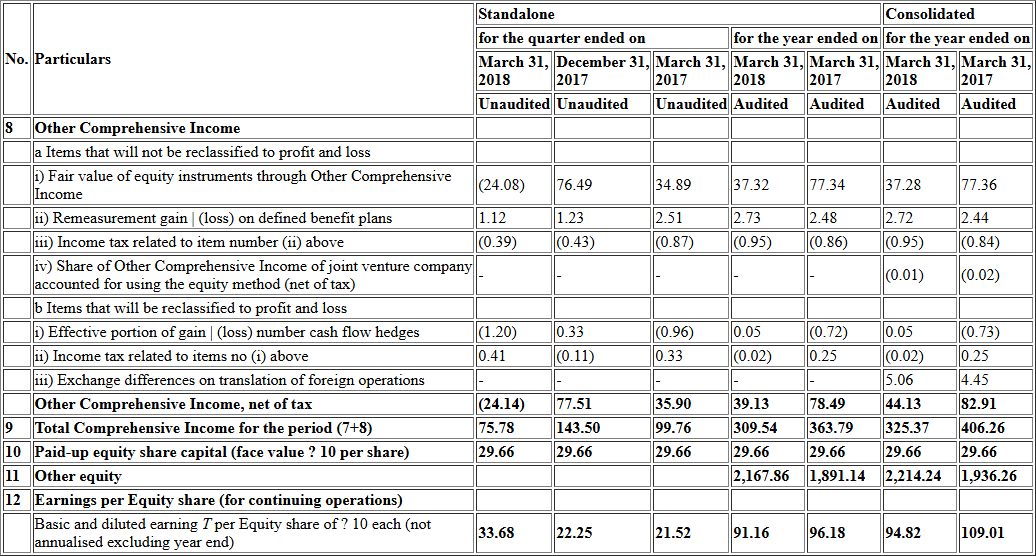 No. Particulars Standalone Consolidated
for the quarter ended on for the year ended on for the year ended on
March 31, 2018 December 31, 2017 March 31, 2017 March 31, 2018 March 31, 2017 March 31, 2018 March 31, 2017
Unaudited Unaudited Unaudited Audited Audited Audited Audited
8 Other Comprehensive Income
a Items that will not be reclassified to profit and loss
i) Fair value of equity instruments through Other Comprehensive
Income (24.08) 76.49 34.89 37.32 77.34 37.28 77.36
ii) Remeasurement gain | (loss) on defined benefit plans 1.12 1.23 2.51 2.73 2.48 2.72 2.44
iii) Income tax related to item number (ii) above (0.39) (0.43) (0.87) (0.95) (0.86) (0.95) (0.84)
iv) Share of Other Comprehensive Income of joint venture company
accounted for using the equity method (net of tax) - - - - - (0.01) (0.02)
b Items that will be reclassified to profit and loss
i) Effective portion of gain | (loss) number cash flow hedges (1.20) 0.33 (0.96) 0.05 (0.72) 0.05 (0.73)
ii) Income tax related to items no (i) above 0.41 (0.11) 0.33 (0.02) 0.25 (0.02) 0.25
iii) Exchange differences on translation of foreign operations - - - - - 5.06 4.45
Other Comprehensive Income, net of tax (24.14) 77.51 35.90 39.13 78.49 44.13 82.91
9 Total Comprehensive Income for the period (7+8) 75.78 143.50 99.76 309.54 363.79 325.37 406.26
10 Paid-up equity share capital (face value ? 10 per share) 29.66 29.66 29.66 29.66 29.66 29.66 29.66
11 Other equity 2,167.86 1,891.14 2,214.24 1,936.26
12 Earnings per Equity share (for continuing operations)
Basic and diluted earning T per Equity share of ? 10 each (not
annualised excluding year end) 33.68 22.25 21.52 91.16 96.18 94.82 109.01